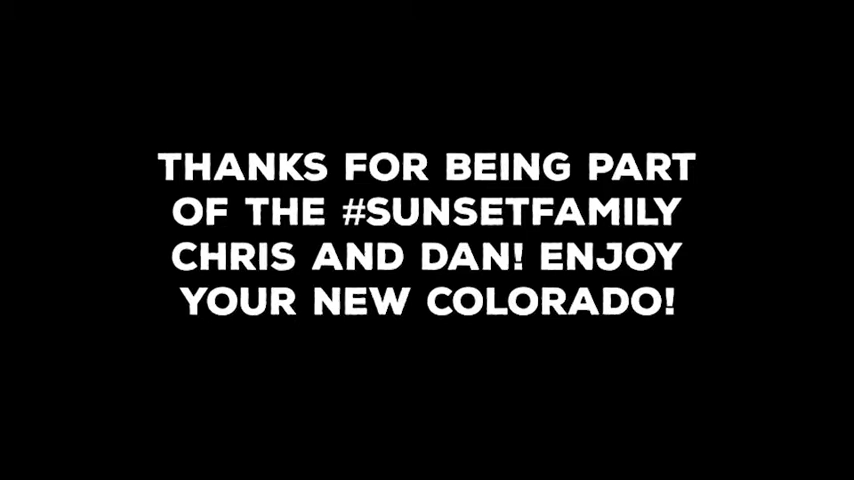 THANKS FOR BEING PART
OF THE #SUNSETFAMILY
CHRIS AND DAN! ENJOY
YOUR NEW COLORADO!